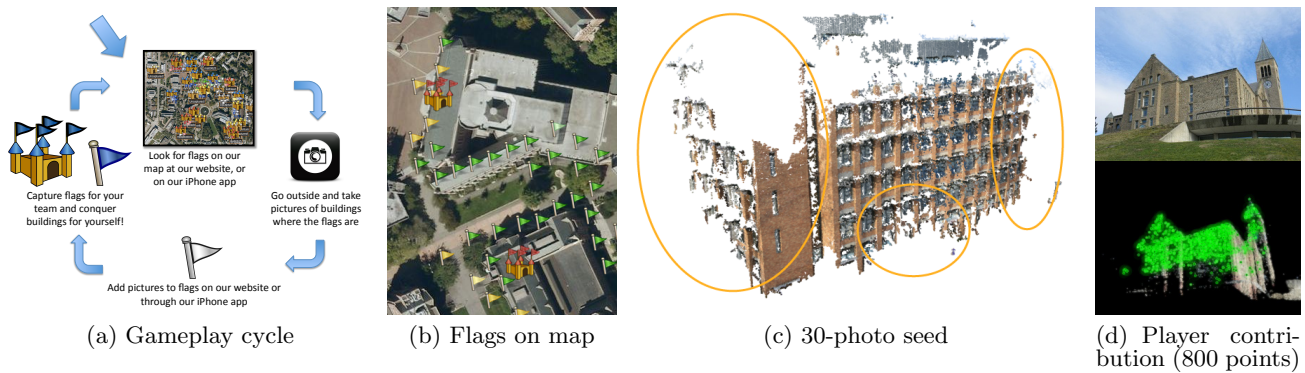 Look for flags on our
map at our website, or
on our iPhone app
Capture flags for your
team and conquer
buildings for yourself!
Go outside and take
pictures of buildings
where the flags are
Add pictures to flags on our website or
through our iPhone app
(a) Gameplay cycle
(b) Flags on map
(c) 30-photo seed
(d) Player contri-
bution (800 points)